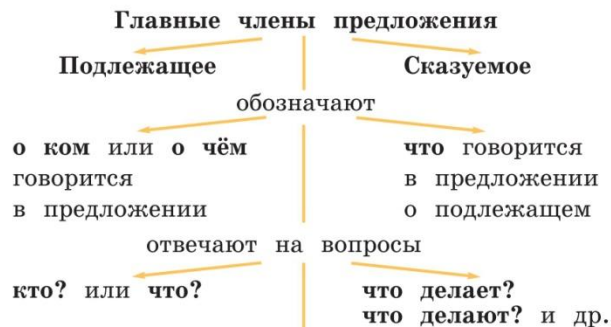 Главные члены предложения
Подлежащее
Сказуемое
обозначают
о ком или о чём
говорится
в предложении
что говорится
в предложении
о подлежащем
отвечают на вопросы
кто? или что?
что делает?
что делают? и др.